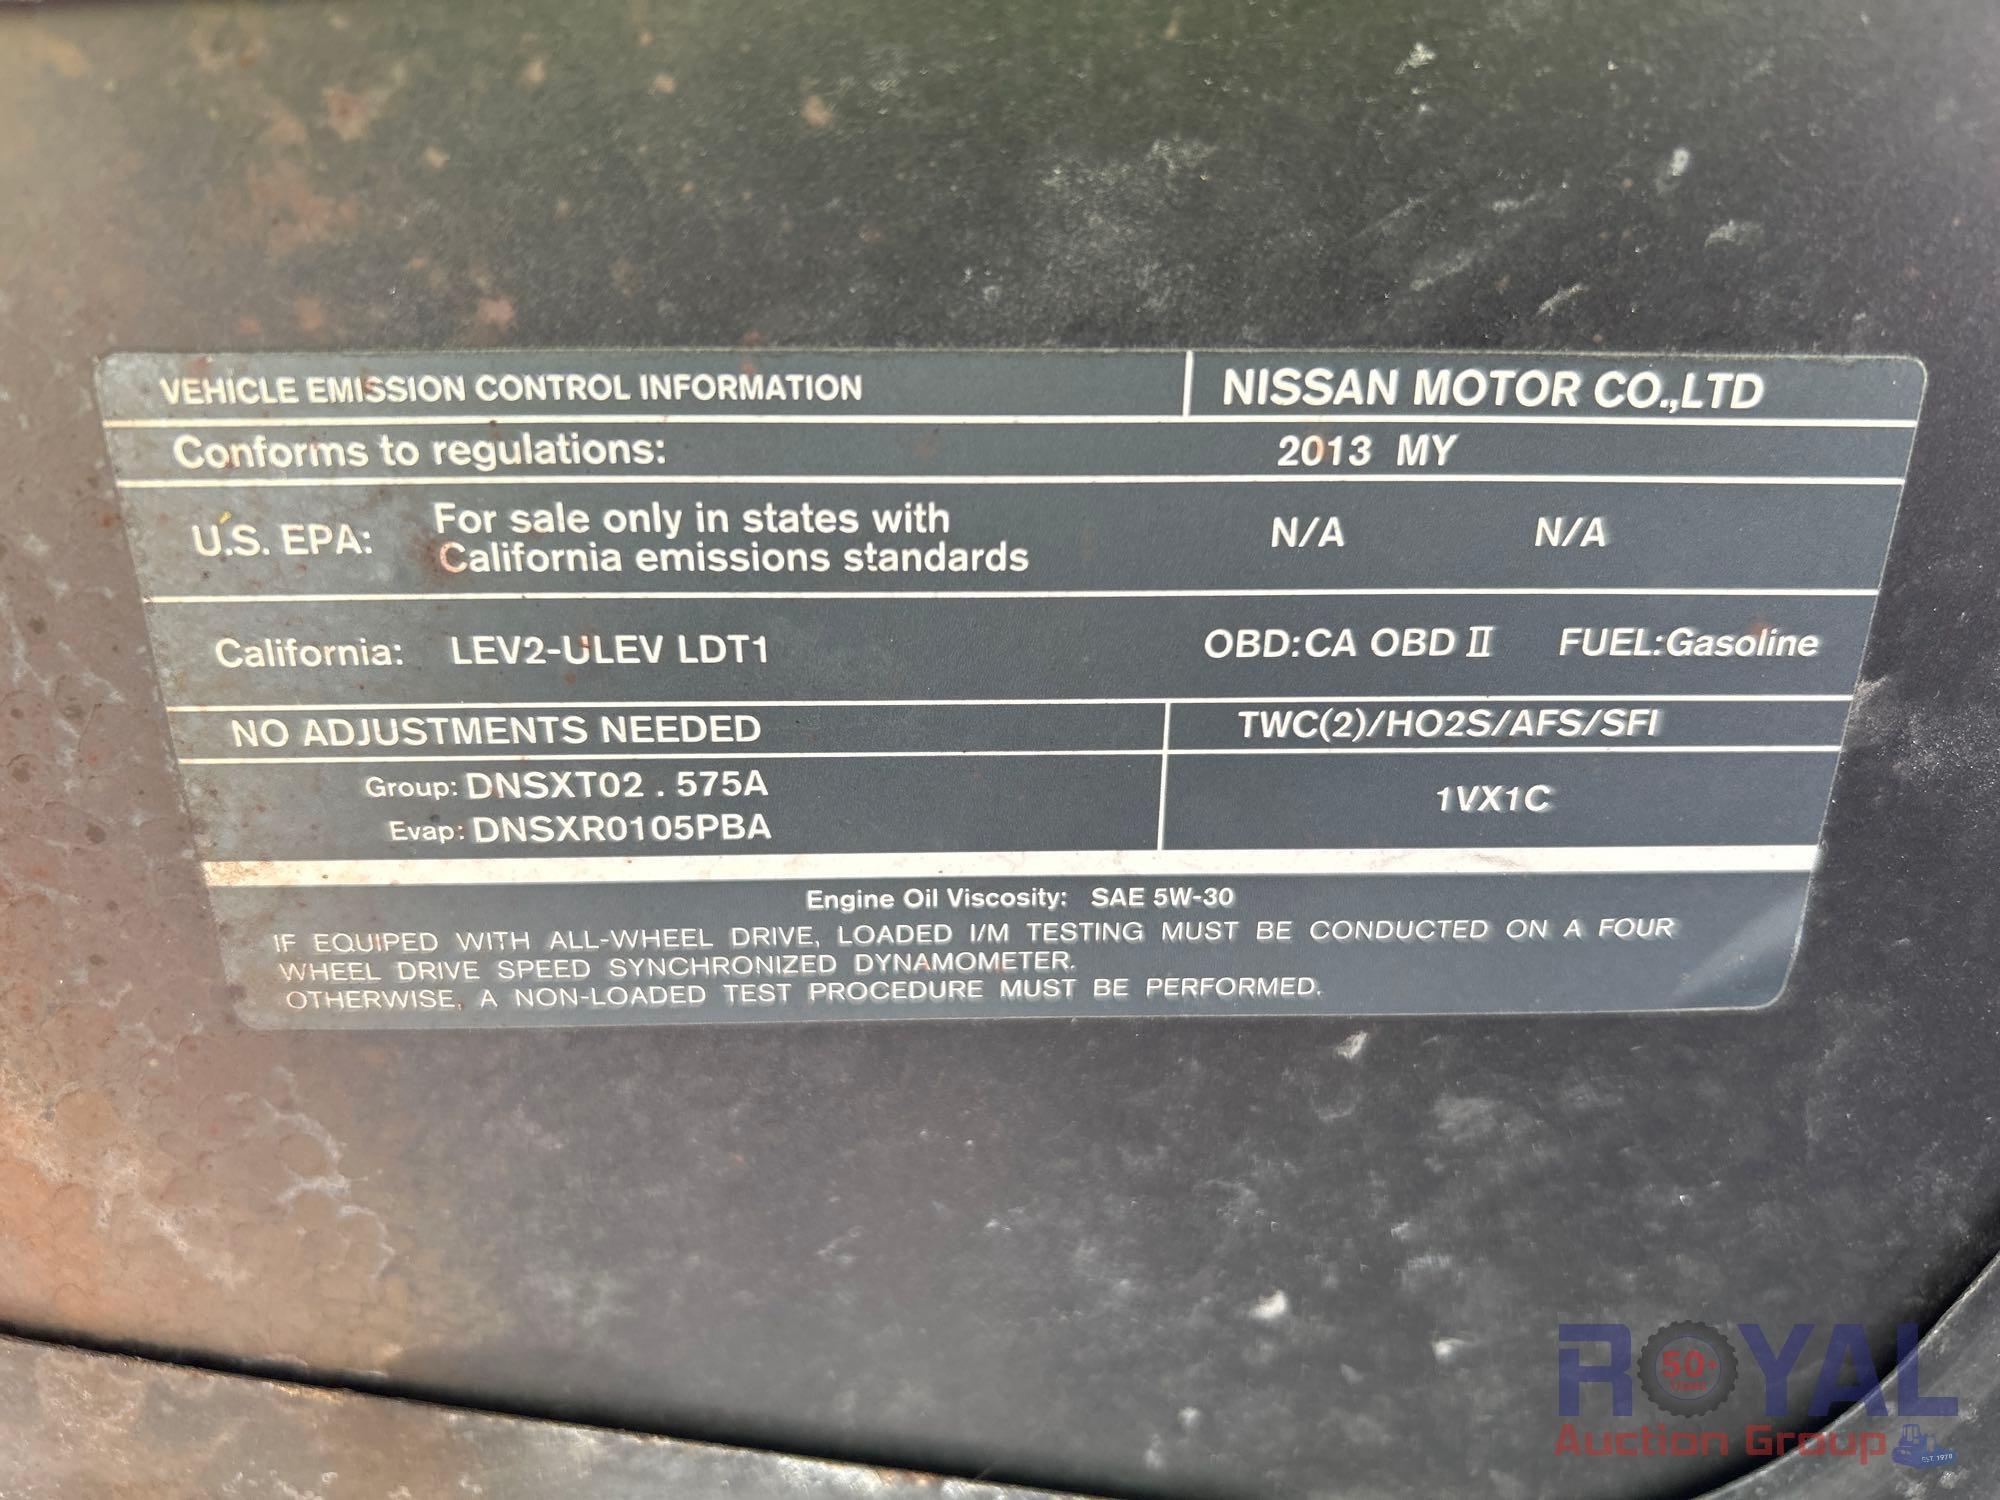 VEHICLE EMISSION CONTROL INFORMATION NISSAN MOTOR CO.,LTD
Conforms to regulations: 2013 MY
U.S. EPA: For sale only in states with N/A N/A
California emissions standards
California: LEV2-ULEV LDT1 OBD:CA OBD II FUEL:Gasoline
NO ADJUSTMENTS NEEDED TWC(2)/HO2S/AFS/SFI
Group: DNSXT02 . 575A 1VX1C
Evap: DNSXR0105PBA
Engine Oil Viscosity: SAE 5W-30
IF EQUIPED WITH ALL-WHEEL DRIVE, LOADED I/M TESTING MUST BE CONDUCTED ON A FOUR
WHEEL DRIVE SPEED SYNCHRONIZED DYNAMOMETER.
OTHERWISE, A NON-LOADED TEST PROCEDURE MUST BE PERFORMED.
ROYAL
50+
YEARS
Auction Group
EST. 1970